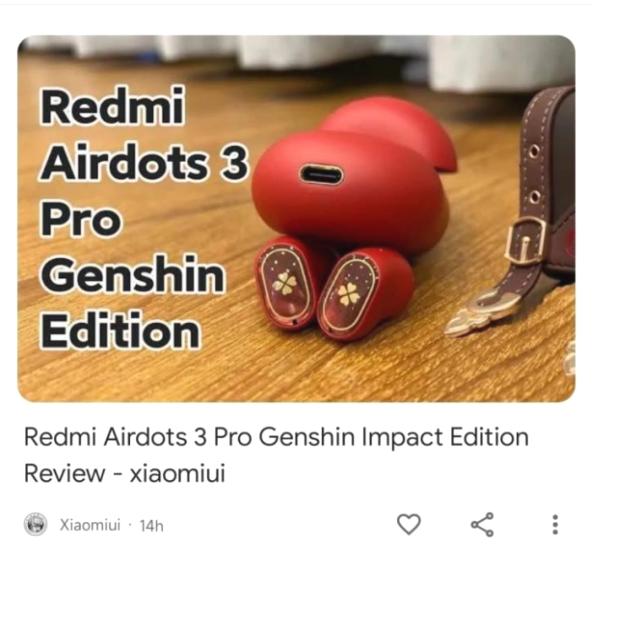 Redmi
Airdots 3
Pro
Genshin
Edition
Redmi Airdots 3 Pro Genshin Impact Edition
Review - xiaomiui
Xiaomiui · 14h